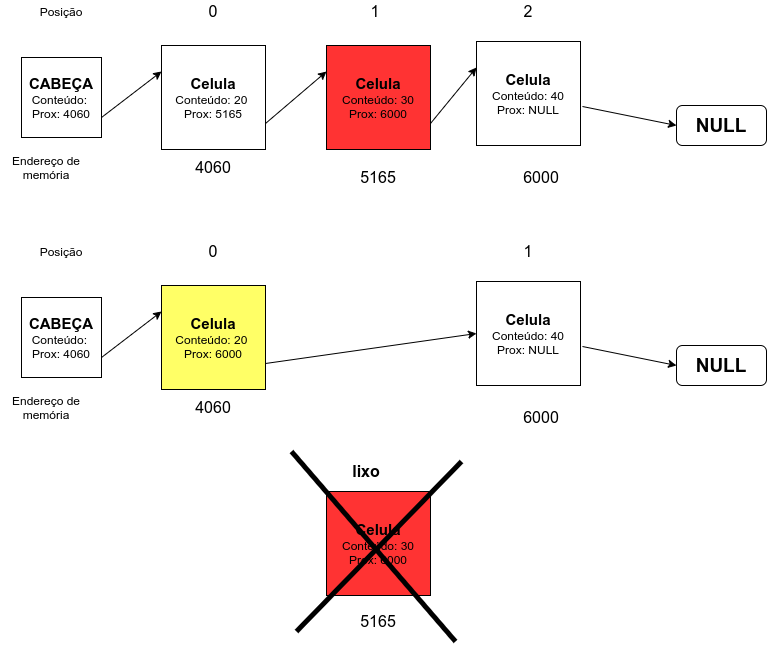 Posição 0 1 2
CABEÇA
Conteúdo:
Prox: 4060
Celula
Conteúdo: 20
Prox: 5165
Celula
Conteúdo: 30
Prox: 6000
Celula
Conteúdo: 40
Prox: NULL
NULL
Endereço de
memória
4060 5165 6000
Posição 0 1
CABEÇA
Conteúdo:
Prox: 4060
Celula
Conteúdo: 20
Prox: 6000
Celula
Conteúdo: 40
Prox: NULL
NULL
Endereço de
memória
4060 6000
lixo
Celula
Conteúdo: 30
Prox: 6000
5165